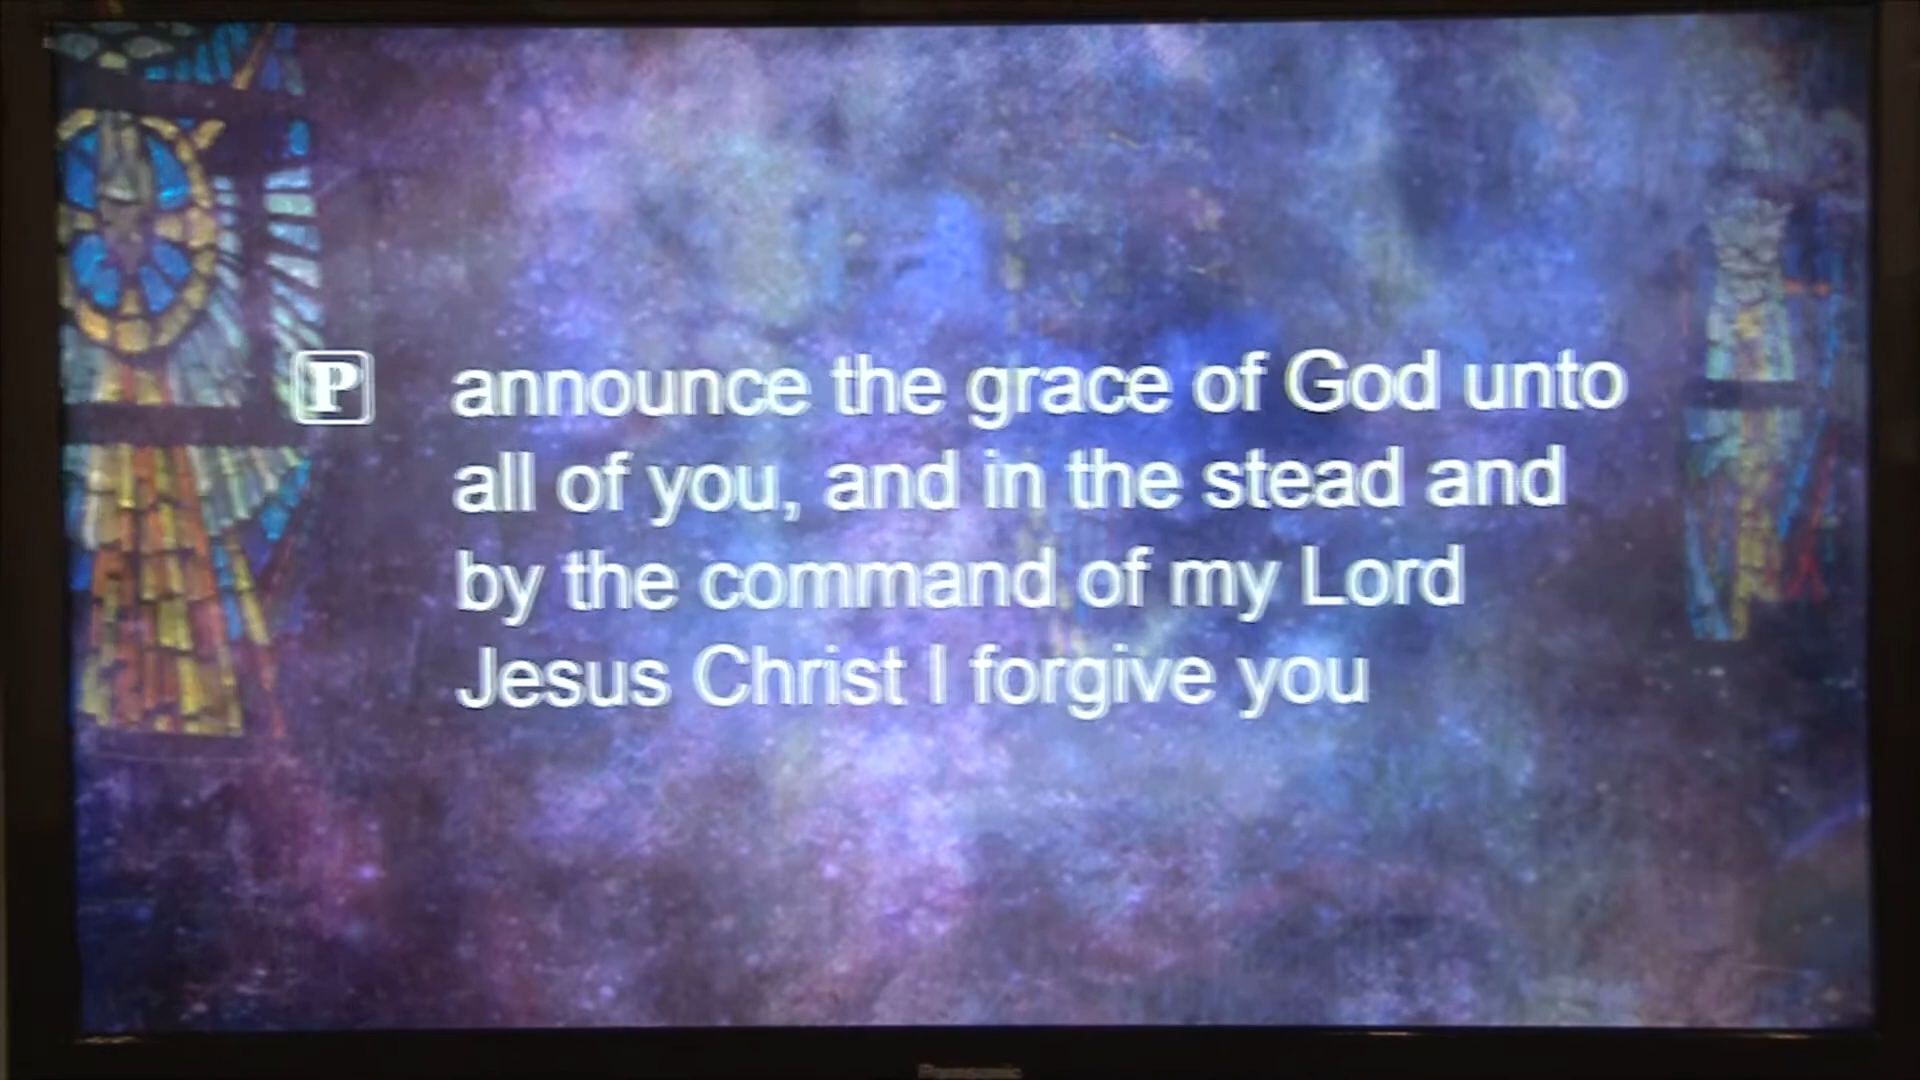 P announce the grace of God unto
all of you, and in the stead and
by the command of my Lord
Jesus Christ I forgive you
Panasonic